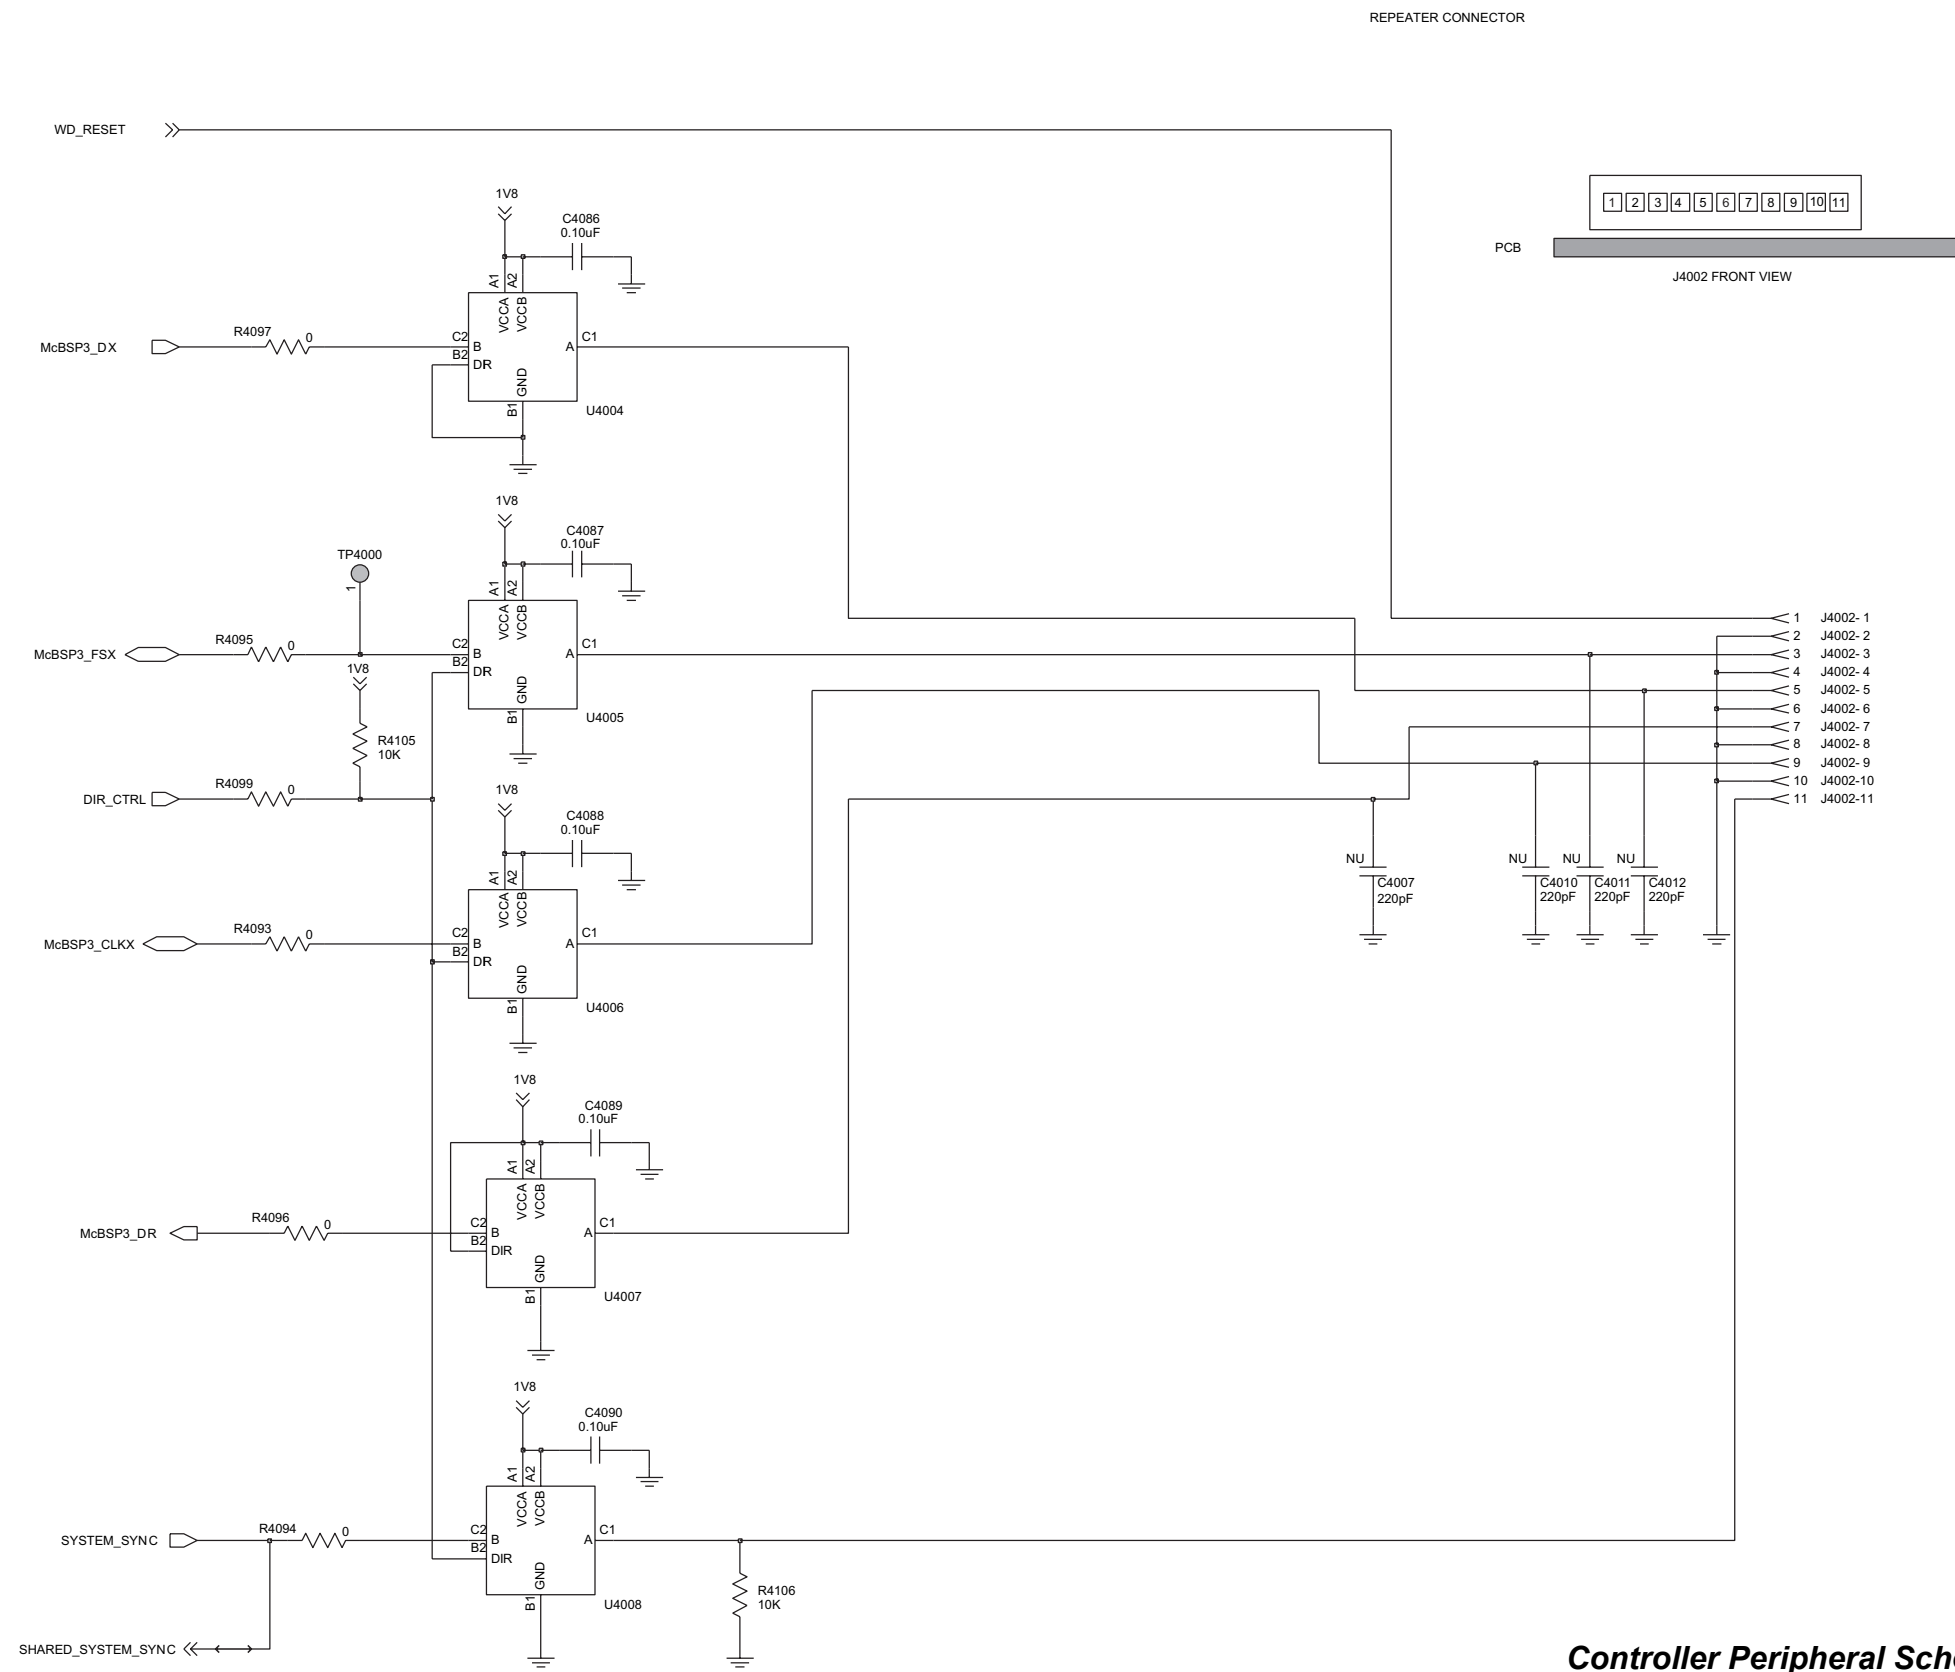 REPEATER CONNECTOR
WD_RESET
1 2 3 4 5 6 7 8 9 10 11
PCB
J4002 FRONT VIEW
1V8
C4086
0.10uF
A1
A2
VCCA
VCCB
McBSP3_DX
R4097
0
C2
B
B2
DR
GND
B1
A
C1
U4004
1V8
C4087
0.10uF
TP4000
1
A1
A2
VCCA
VCCB
McBSP3_FSX
R4095
0
C2
B
B2
DR
GND
B1
A
C1
U4005
1V8
R4105
10K
DIR_CTRL
R4099
0
1V8
C4088
0.10uF
A1
A2
VCCA
VCCB
McBSP3_CLKX
R4093
0
C2
B
B2
DR
GND
B1
A
C1
U4006
1 J4002- 1
2 J4002- 2
3 J4002- 3
4 J4002- 4
5 J4002- 5
6 J4002- 6
7 J4002- 7
8 J4002- 8
9 J4002- 9
10 J4002-10
11 J4002-11
NU
C4007
220pF
NU
C4010
220pF
NU
C4011
220pF
NU
C4012
220pF
1V8
C4089
0.10uF
A1
A2
VCCA
VCCB
McBSP3_DR
R4096
0
C2
B
B2
DIR
GND
B1
A
C1
U4007
1V8
C4090
0.10uF
A1
A2
VCCA
VCCB
SYSTEM_SYNC
R4094
0
C2
B
B2
DIR
GND
B1
A
C1
U4008
R4106
10K
SHARED_SYSTEM_SYNC
Controller Peripheral